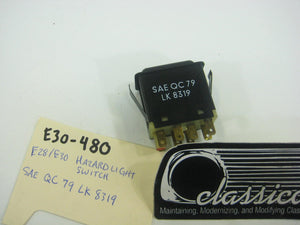 SAE QC 79
LK 8319
E30-480
E28/E30 HAZARD LIGHT
SWITCH
SAE QC 79 LK 8319
classic
Maintaining, Modernizing, and Modifying